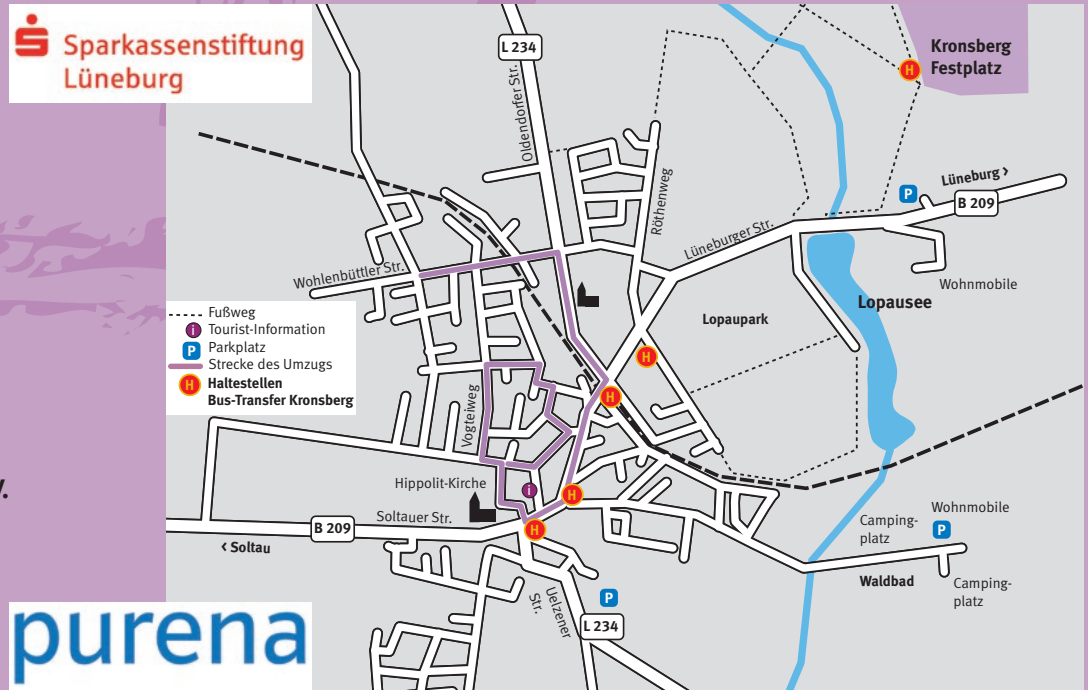 Sparkassenstiftung
Lüneburg
L 234
Oldendorfer Str.
H
Kronsberg
Festplatz
Röthenweg
P
Lüneburg ›
B 209
Lüneburger Str.
Wohlenbüttler Str.
Wohnmobile
Lopausee
Lopaupark
Fußweg
i Tourist-Information
P Parkplatz
Strecke des Umzugs
H Haltestellen
Bus-Transfer Kronsberg
H
H
Vogteiweg
Hippolit-Kirche
i
H
H
Soltauer Str.
B 209
‹ Soltau
Camping-
platz
Wohnmobile
P
Waldbad
Camping-
platz
Uelzener
Str.
P
L 234
purena